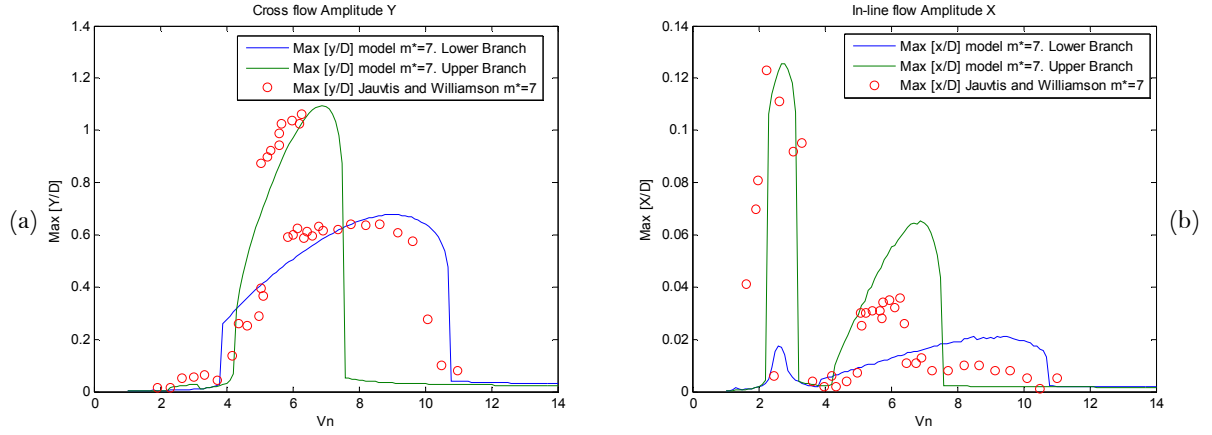 Cross flow Amplitude Y
1.4
1.2
1
0.8
0.6
0.4
0.2
0
Max [Y/D]
(a)
Max [y/D] model m*=7. Lower Branch
Max [y/D] model m*=7. Upper Branch
Max [y/D] Jauvtis and Williamson m*=7
0 2 4 6 8 10 12 14
Vn
In-line flow Amplitude X
0.14
0.12
0.1
0.08
0.06
0.04
0.02
0
Max [X/D]
Max [x/D] model m*=7. Lower Branch
Max [x/D] model m*=7. Upper Branch
Max [x/D] Jauvtis and Williamson m*=7
(b)
0 2 4 6 8 10 12 14
Vn